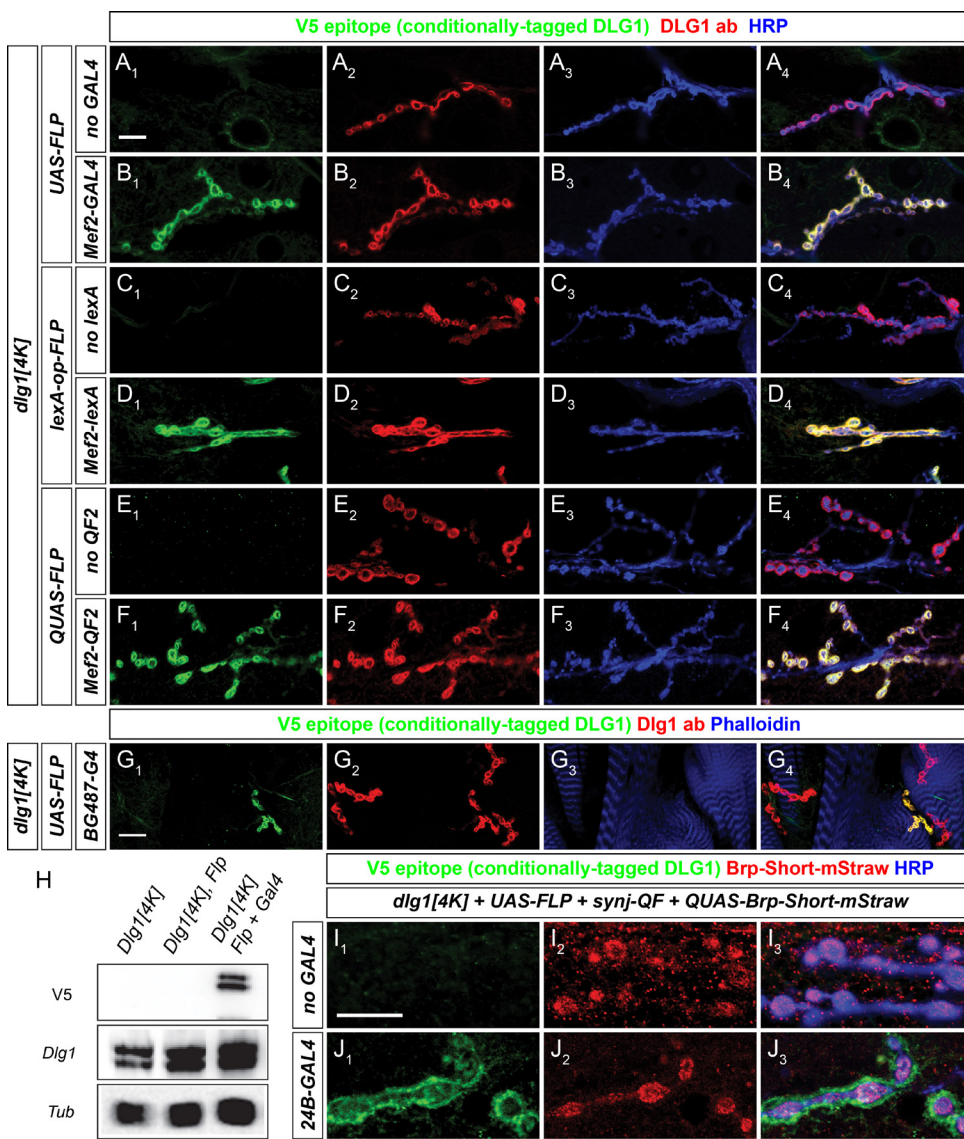 V5 epitope (conditionally-tagged DLG1) DLG1 ab HRP
dlg1[4K]
UAS-FLP
no GAL4
A1 A2 A3 A4
Mef2-GAL4
B1 B2 B3 B4
lexA-op-FLP
no lexA
C1 C2 C3 C4
Mef2-lexA
D1 D2 D3 D4
QUAS-FLP
no QF2
E1 E2 E3 E4
Mef2-QF2
F1 F2 F3 F4
V5 epitope (conditionally-tagged DLG1) Dlg1 ab Phalloidin
dlg1[4K]
UAS-FLP
BG487-G4
G1 G2 G3 G4
H
Dlg1[4K]
Dlg1[4K], Flp
Dlg1[4K]
Flp + Gal4
V5
Dlg1
Tub
V5 epitope (conditionally-tagged DLG1) Brp-Short-mStraw HRP
dlg1[4K] + UAS-FLP + synj-QF + QUAS-Brp-Short-mStraw
no GAL4
I1 I2 I3
24B-GAL4
J1 J2 J3